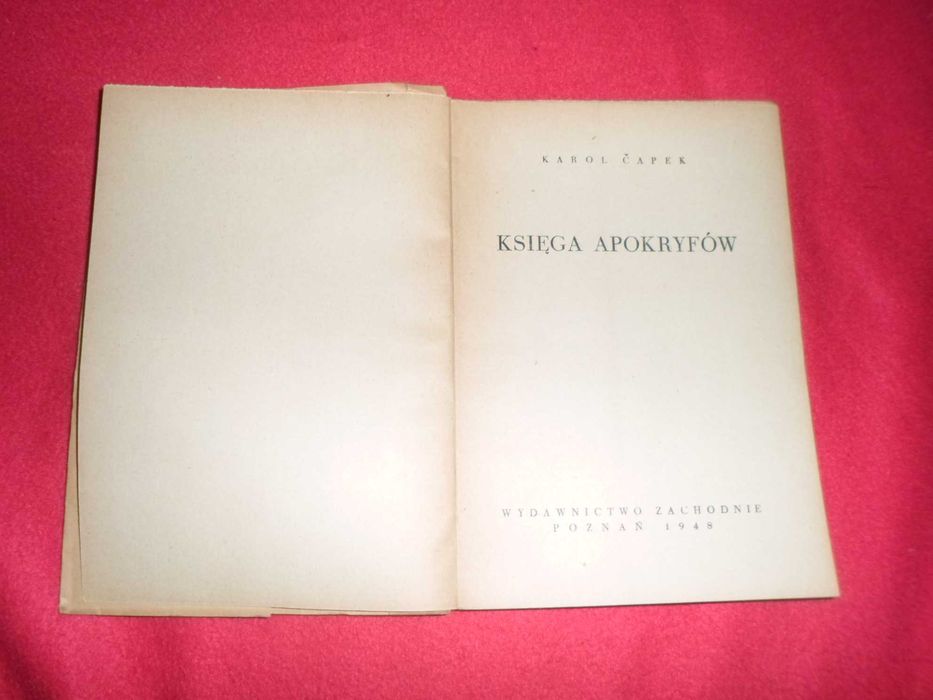 KAROL ČAPEK
KSIĘGA APOKRYFÓW
WYDAWNICTWO ZACHODNIE
POZNAŃ 1948